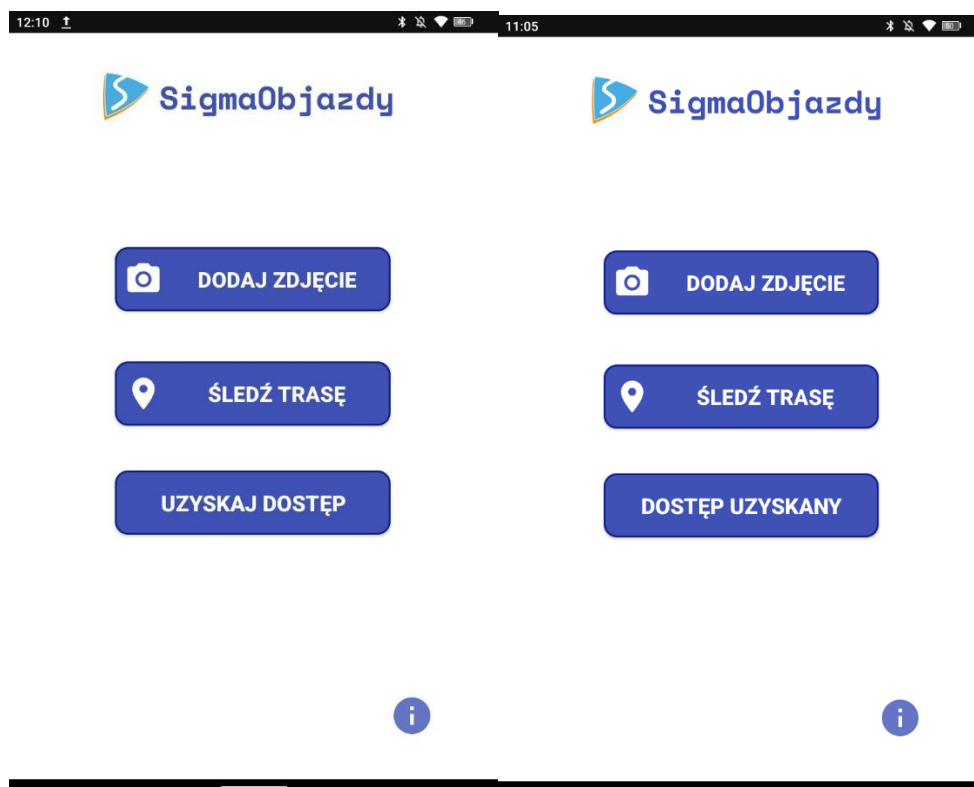 12:10
SigmaObjazdy
DODAJ ZDJĘCIE
ŚLEDŹ TRASĘ
UZYSKAJ DOSTĘP
i
11:05
SigmaObjazdy
DODAJ ZDJĘCIE
ŚLEDŹ TRASĘ
DOSTĘP UZYSKANY
i